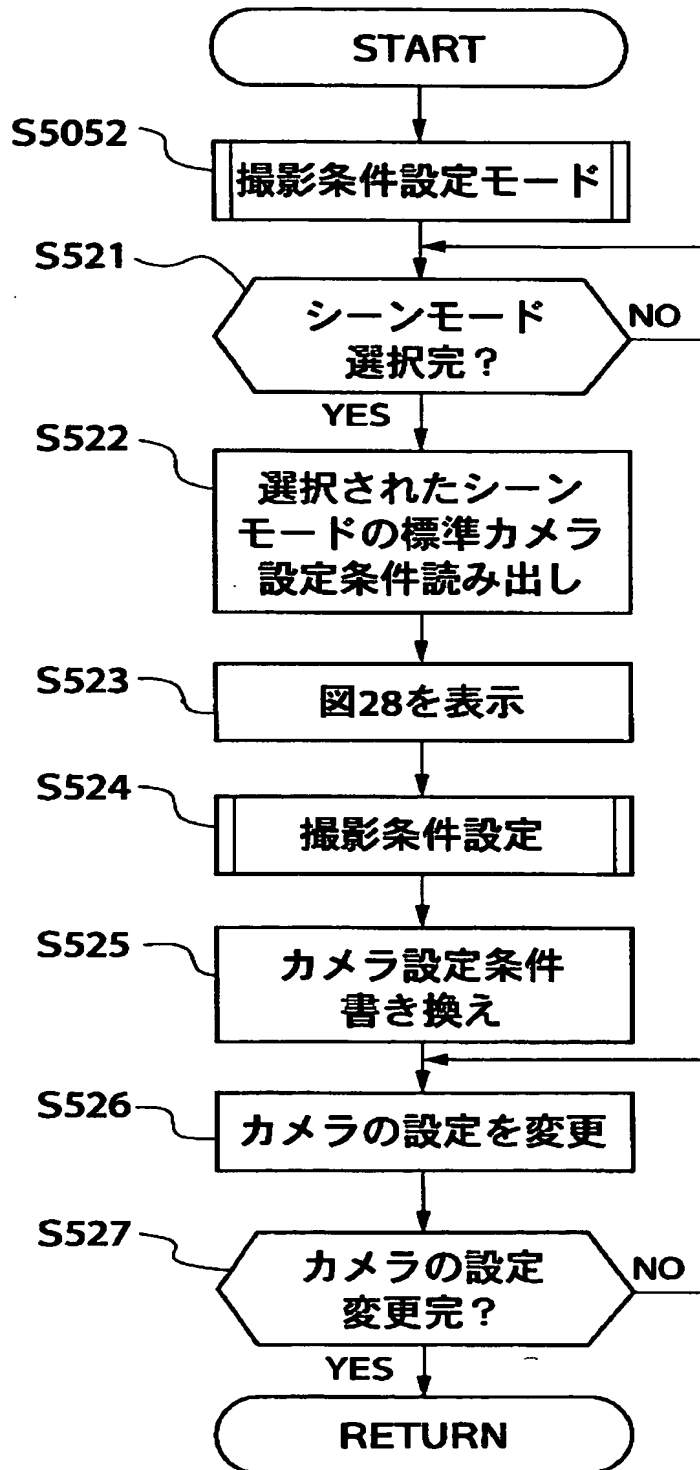 START
S5052
撮影条件設定モード
S521
シーンモード
選択完？
NO
YES
S522
選択されたシーン
モードの標準カメラ
設定条件読み出し
S523
図28を表示
S524
撮影条件設定
S525
カメラ設定条件
書き換え
S526
カメラの設定を変更
S527
カメラの設定
変更完？
NO
YES
RETURN